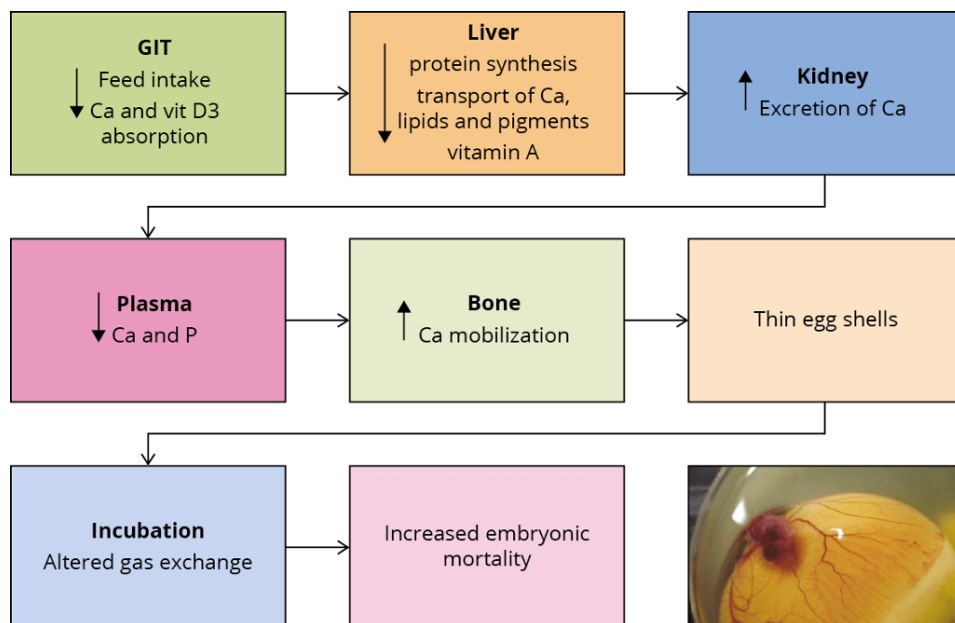 GIT
Feed intake
Ca and vit D3
absorption
Liver
protein synthesis
transport of Ca,
lipids and pigments
vitamin A
Kidney
Excretion of Ca
Plasma
Ca and P
Bone
Ca mobilization
Thin egg shells
Incubation
Altered gas exchange
Increased embryonic
mortality